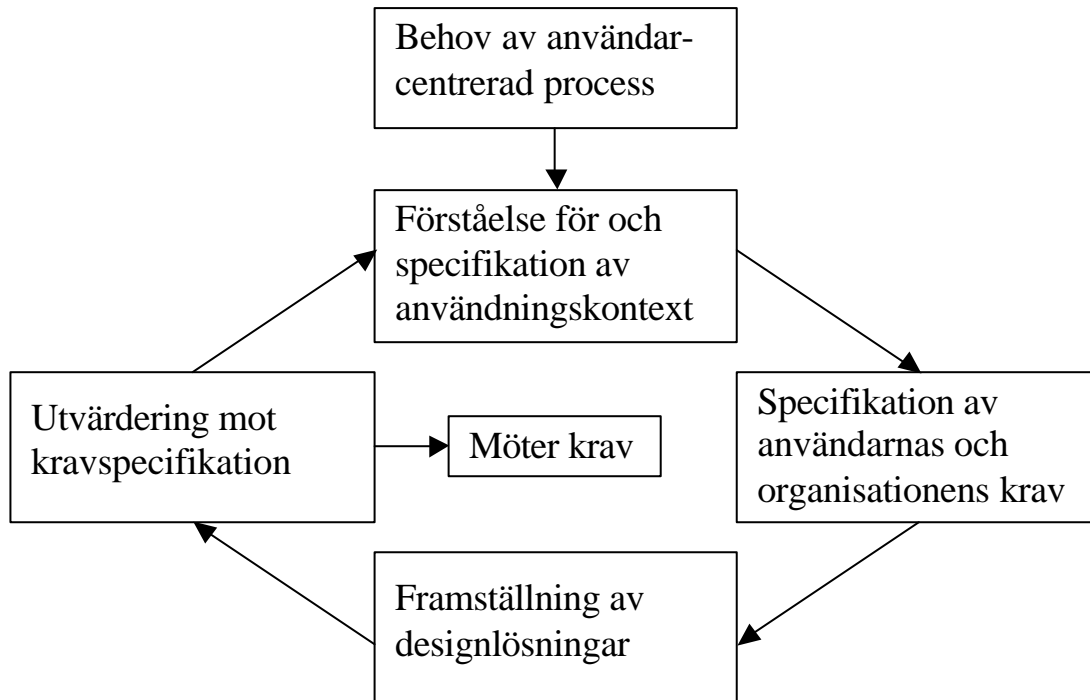 Behov av användar-
centrerad process
Förståelse för och
specifikation av
användningskontext
Utvärdering mot
kravspecifikation
Möter krav
Specifikation av
användarnas och
organisationens krav
Framställning av
designlösningar